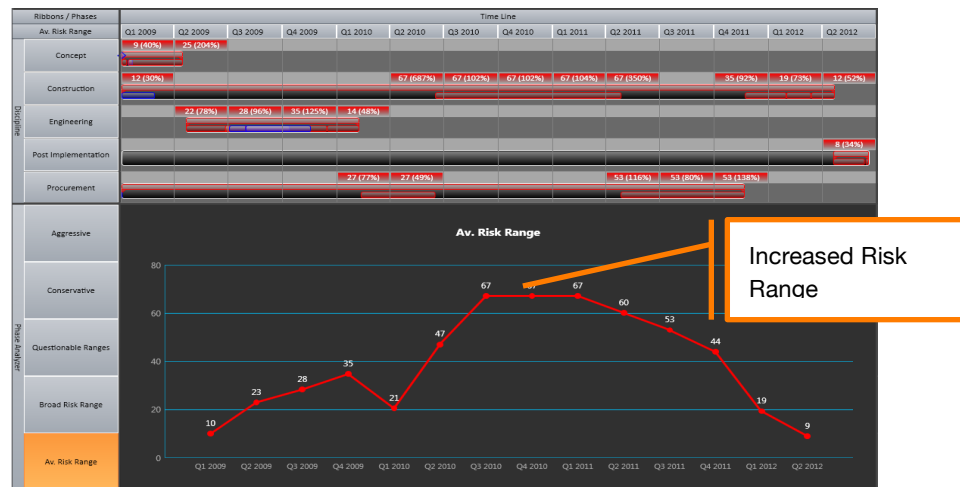 Ribbons / Phases
Time Line
Av. Risk Range
Q1 2009 Q2 2009 Q3 2009 Q4 2009 Q1 2010 Q2 2010 Q3 2010 Q4 2010 Q1 2011 Q2 2011 Q3 2011 Q4 2011 Q1 2012 Q2 2012
Discipline
Concept
9 (40%) 25 (204%)
Construction
12 (30%) 67 (687%) 67 (102%) 67 (102%) 67 (104%) 67 (350%) 35 (92%) 19 (73%) 12 (52%)
Engineering
22 (78%) 28 (96%) 35 (125%) 14 (48%)
Post Implementation
8 (34%)
Procurement
27 (77%) 27 (49%) 53 (116%) 53 (80%) 53 (138%)
Phase Analyzer
Aggressive
Conservative
Questionable Ranges
Broad Risk Range
Av. Risk Range
Av. Risk Range
80
60
40
20
0
10 23 28 35 21 47 67 67 60 53 44 19 9
Q1 2009 Q2 2009 Q3 2009 Q4 2009 Q1 2010 Q2 2010 Q3 2010 Q4 2010 Q1 2011 Q2 2011 Q3 2011 Q4 2011 Q1 2012 Q2 2012
Increased Risk
Range